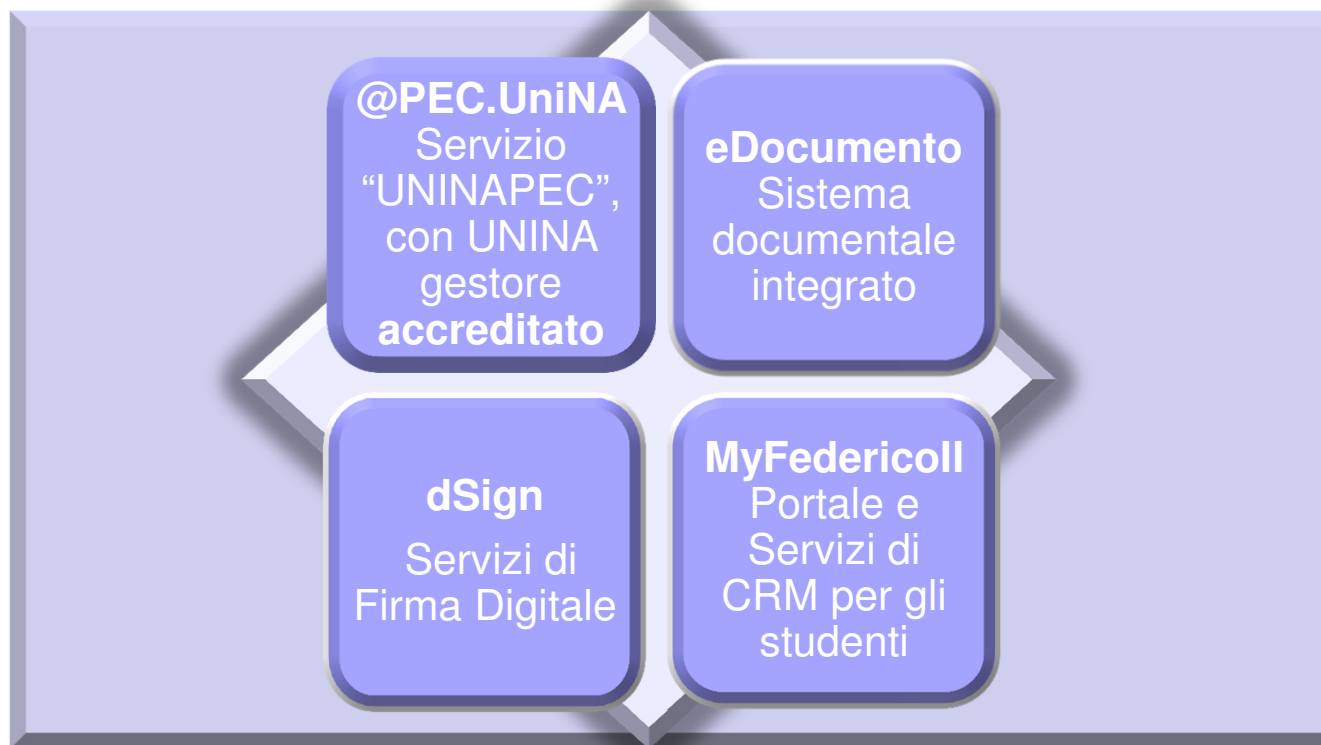 @PEC.UniNA
Servizio
“UNINAPEC”,
con UNINA
gestore
accreditato
eDocumento
Sistema
documentale
integrato
dSign
Servizi di
Firma Digitale
MyFedericoII
Portale e
Servizi di
CRM per gli
studenti